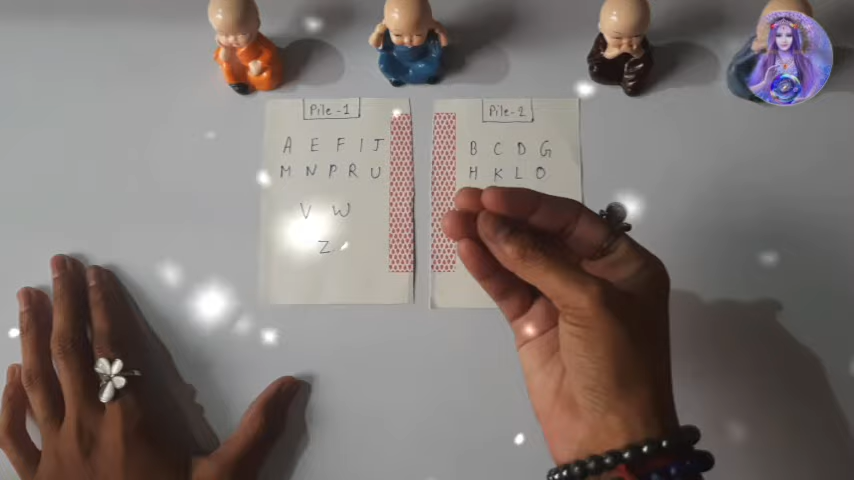 Pile-1
A E F I J
M N P R U
V W
Z
Pile-2
B C D G
H K L O